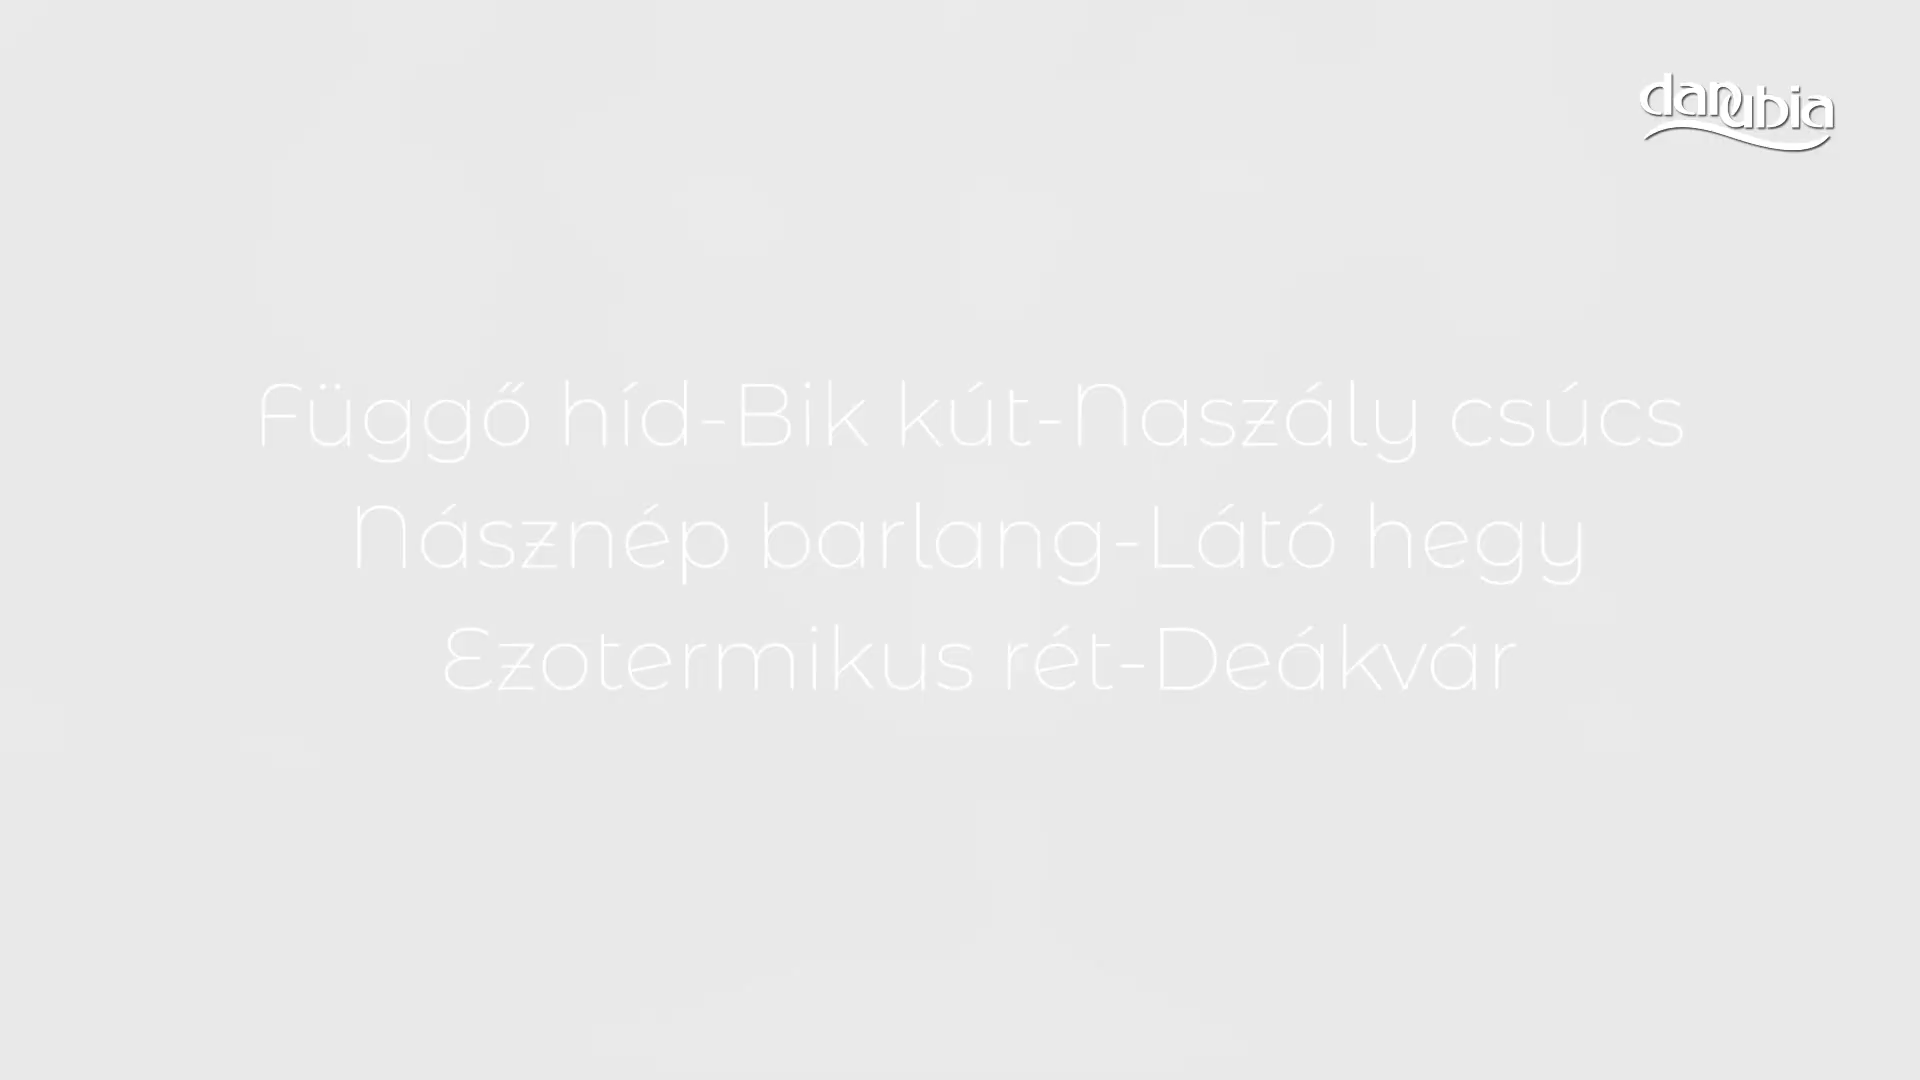 danubia
Függő híd-Bik kút-Naszály csúcs
Násznép barlang-Látó hegy
Ezotermikus rét-Deákvár